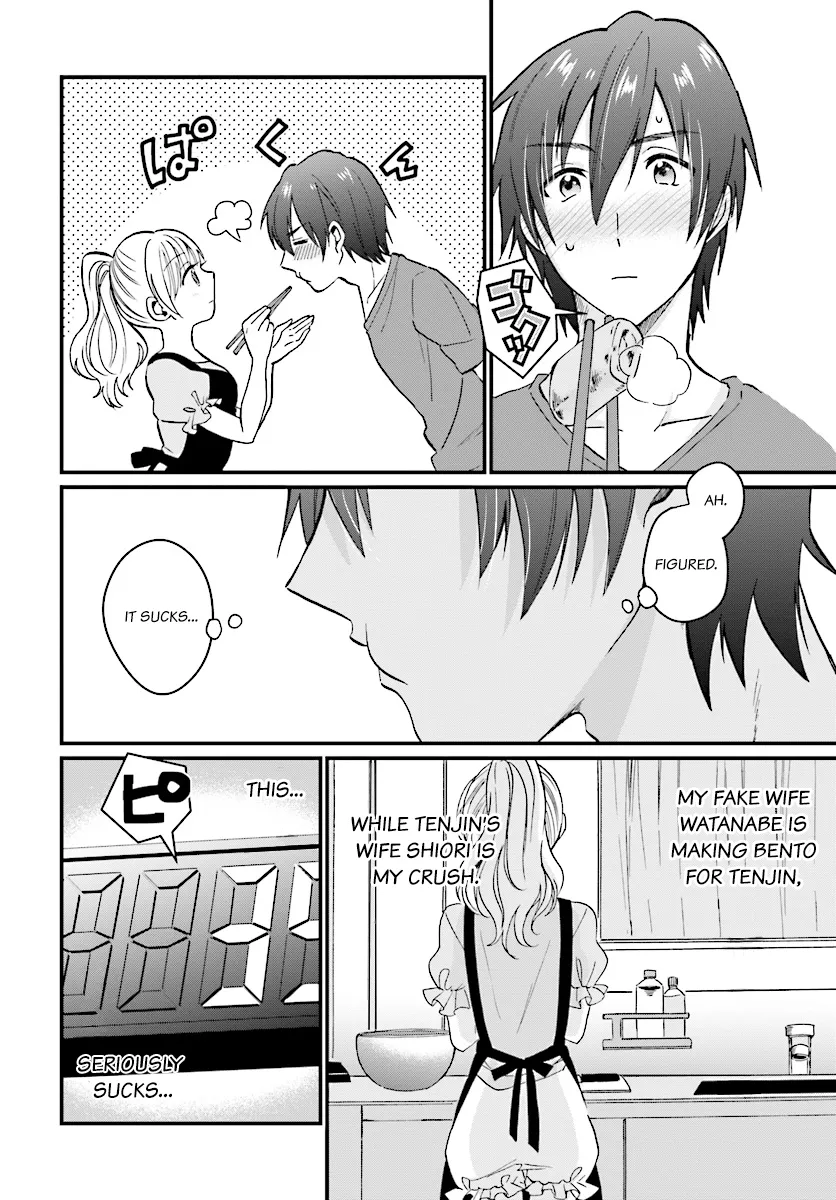 ゴクッ
ぱくん
AH.
FIGURED.
IT SUCKS...
MY FAKE WIFE
WATANABE IS
MAKING BENTO
FOR TENJIN,
WHILE TENJIN'S
WIFE SHIORI IS
MY CRUSH.
ピ
THIS...
SERIOUSLY
SUCKS...